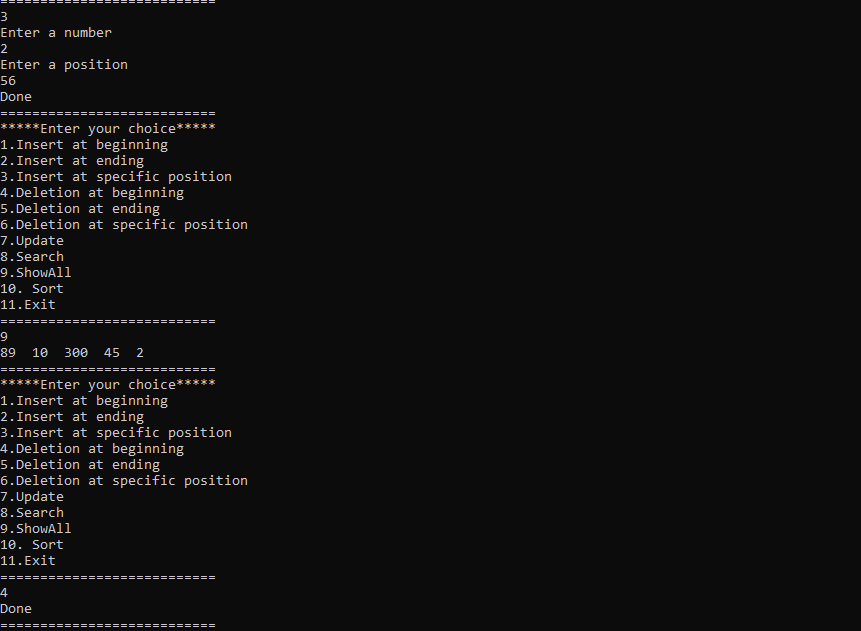 ===========================
3
Enter a number
2
Enter a position
56
Done
===========================
*****Enter your choice*****
1.Insert at beginning
2.Insert at ending
3.Insert at specific position
4.Deletion at beginning
5.Deletion at ending
6.Deletion at specific position
7.Update
8.Search
9.ShowAll
10. Sort
11.Exit
===========================
9
89  10  300  45  2
===========================
*****Enter your choice*****
1.Insert at beginning
2.Insert at ending
3.Insert at specific position
4.Deletion at beginning
5.Deletion at ending
6.Deletion at specific position
7.Update
8.Search
9.ShowAll
10. Sort
11.Exit
===========================
4
Done
===========================